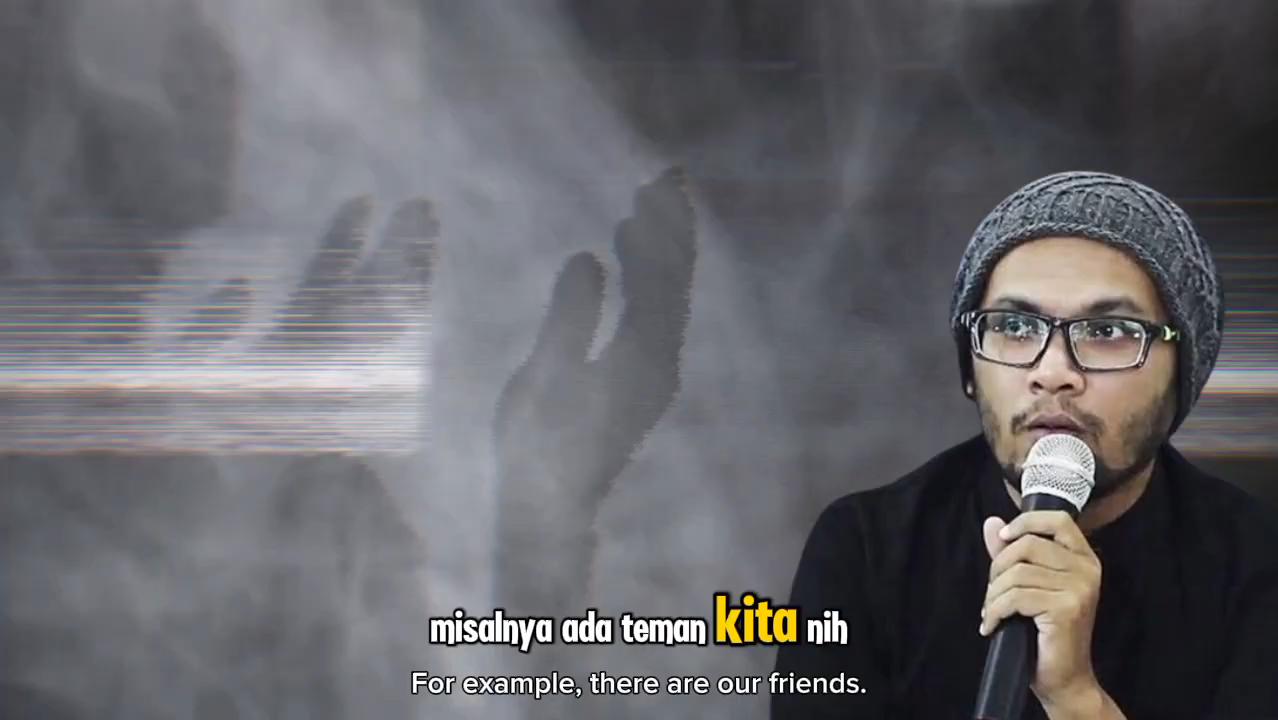 misalnya ada teman kita nih
For example, there are our friends.